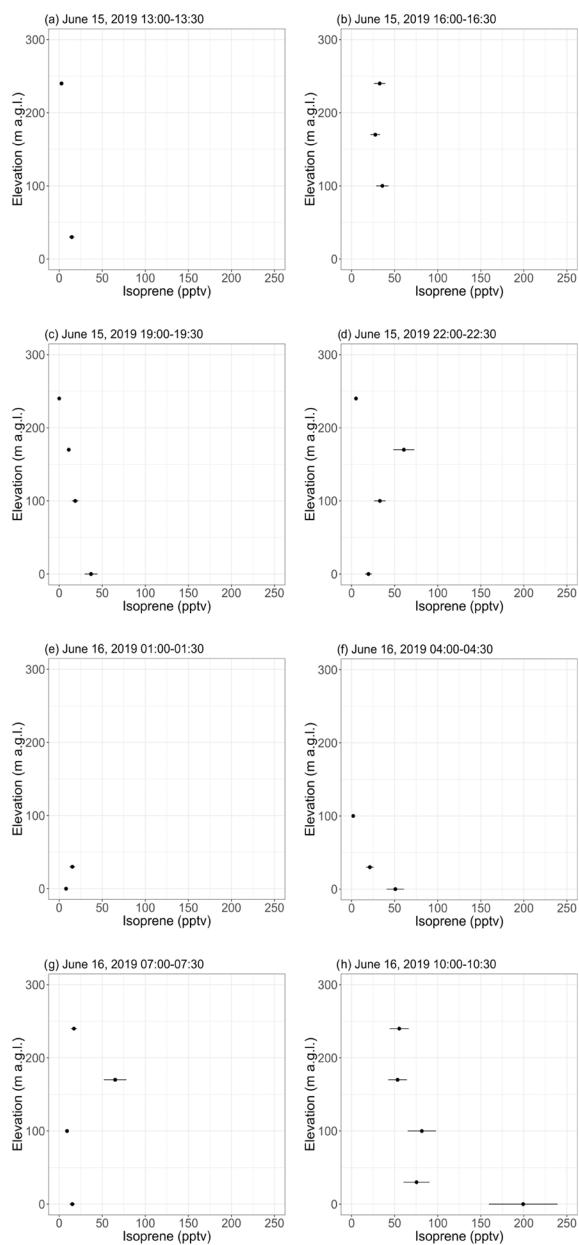 (a) June 15, 2019 13:00-13:30
300
200
100
0
Elevation (m a.g.l.)
0 50 100 150 200 250
Isoprene (pptv)
(b) June 15, 2019 16:00-16:30
300
200
100
0
Elevation (m a.g.l.)
0 50 100 150 200 250
Isoprene (pptv)
(c) June 15, 2019 19:00-19:30
300
200
100
0
Elevation (m a.g.l.)
0 50 100 150 200 250
Isoprene (pptv)
(d) June 15, 2019 22:00-22:30
300
200
100
0
Elevation (m a.g.l.)
0 50 100 150 200 250
Isoprene (pptv)
(e) June 16, 2019 01:00-01:30
300
200
100
0
Elevation (m a.g.l.)
0 50 100 150 200 250
Isoprene (pptv)
(f) June 16, 2019 04:00-04:30
300
200
100
0
Elevation (m a.g.l.)
0 50 100 150 200 250
Isoprene (pptv)
(g) June 16, 2019 07:00-07:30
300
200
100
0
Elevation (m a.g.l.)
0 50 100 150 200 250
Isoprene (pptv)
(h) June 16, 2019 10:00-10:30
300
200
100
0
Elevation (m a.g.l.)
0 50 100 150 200 250
Isoprene (pptv)